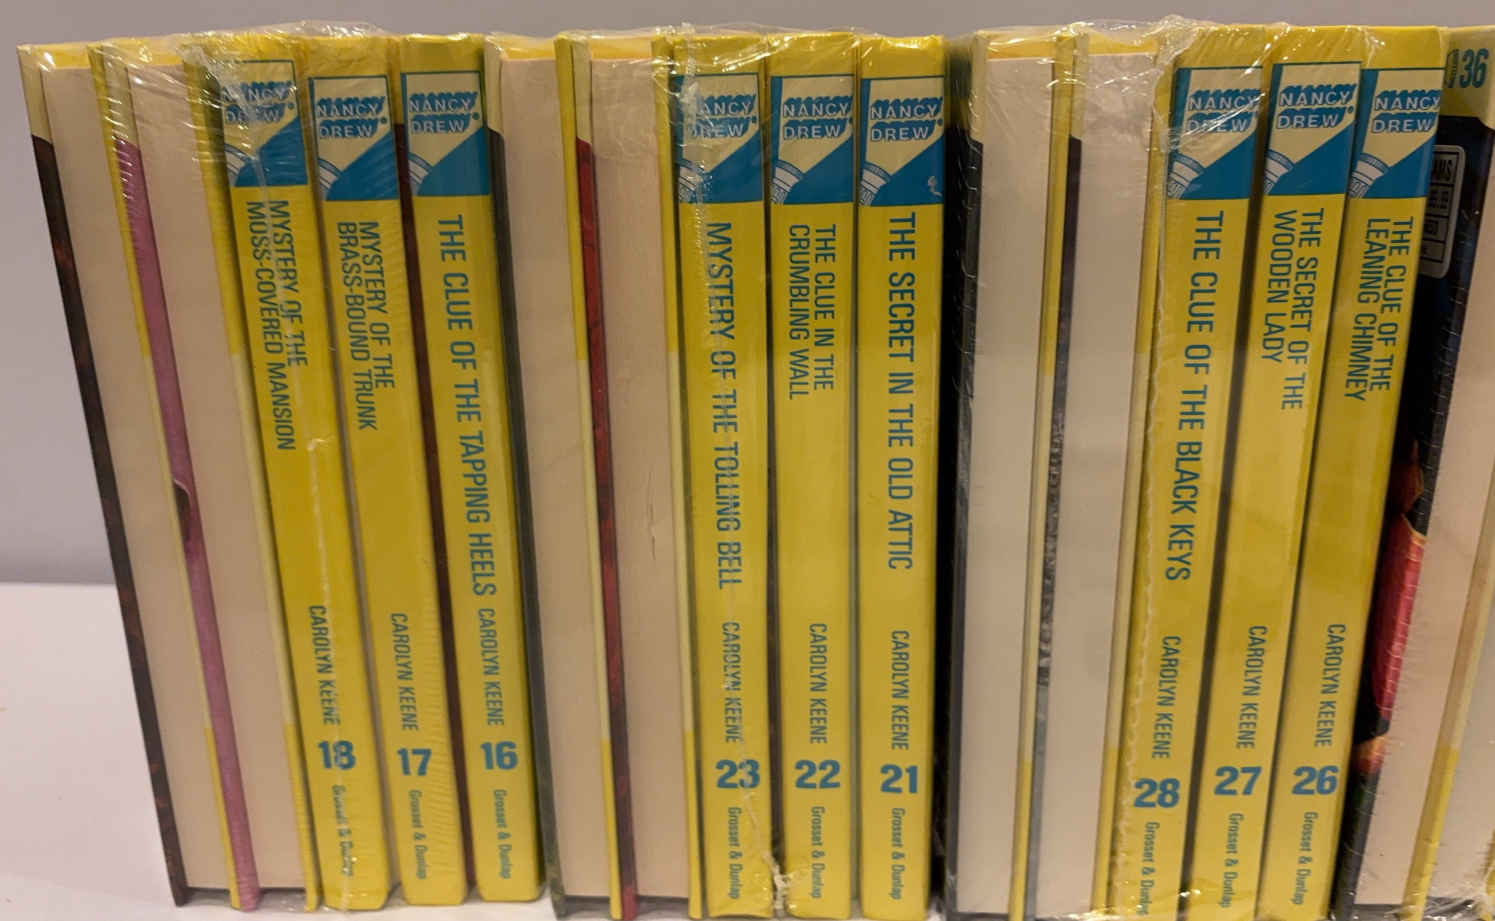 NANCY
DREW
MYSTERY OF THE
MOSS-COVERED MANSION
CAROLYN KEENE
18
Grosset & Dunlap
NANCY
DREW
MYSTERY OF THE
BRASS-BOUND TRUNK
CAROLYN KEENE
17
Grosset & Dunlap
NANCY
DREW
THE CLUE OF THE TAPPING HEELS
CAROLYN KEENE
16
Grosset & Dunlap
NANCY
DREW
MYSTERY OF THE TOLLING BELL
CAROLYN KEENE
23
Grosset & Dunlap
NANCY
DREW
THE CLUE IN THE
CRUMBLING WALL
CAROLYN KEENE
22
Grosset & Dunlap
NANCY
DREW
THE SECRET IN THE OLD ATTIC
CAROLYN KEENE
21
Grosset & Dunlap
NANCY
DREW
THE CLUE OF THE BLACK KEYS
CAROLYN KEENE
28
Grosset & Dunlap
NANCY
DREW
THE SECRET OF THE
WOODEN LADY
CAROLYN KEENE
27
Grosset & Dunlap
NANCY
DREW
THE CLUE OF THE
LEANING CHIMNEY
CAROLYN KEENE
26
Grosset & Dunlap
36